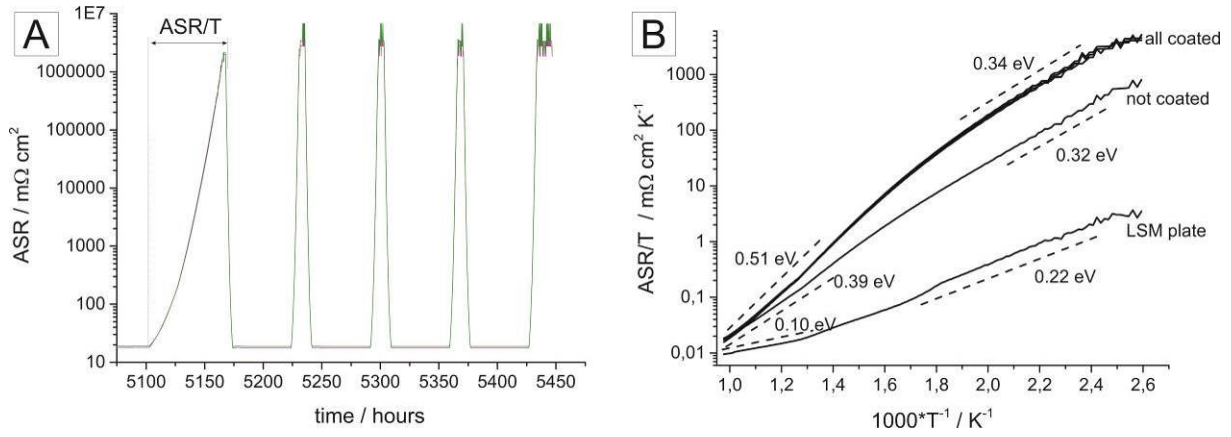 A
ASR/T
1E7
1000000
100000
10000
1000
100
10
ASR / mΩ cm²
5100 5150 5200 5250 5300 5350 5400 5450
time / hours
B
all coated
not coated
LSM plate
0.34 eV
0.32 eV
0.51 eV
0.39 eV
0.22 eV
0.10 eV
1000
100
10
1
0,1
0,01
ASR/T / mΩ cm² K⁻¹
1,0 1,2 1,4 1,6 1,8 2,0 2,2 2,4 2,6
1000*T⁻¹ / K⁻¹